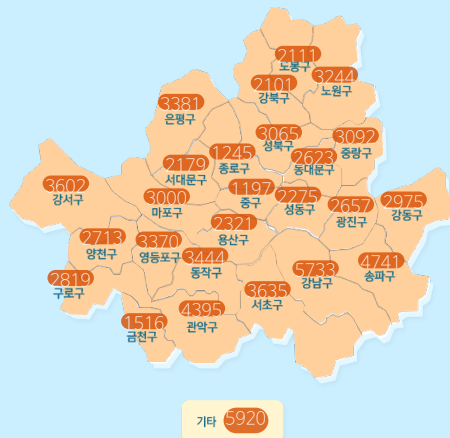 2111
도봉구
2101
강북구
3244
노원구
3381
은평구
3065
성북구
3092
중랑구
2179
서대문구
1245
종로구
2623
동대문구
3602
강서구
3000
마포구
1197
중구
2275
성동구
2657
광진구
2975
강동구
2713
양천구
3370
영등포구
2321
용산구
3444
동작구
5733
강남구
4741
송파구
2819
구로구
3635
서초구
1516
금천구
4395
관악구
기타 5920